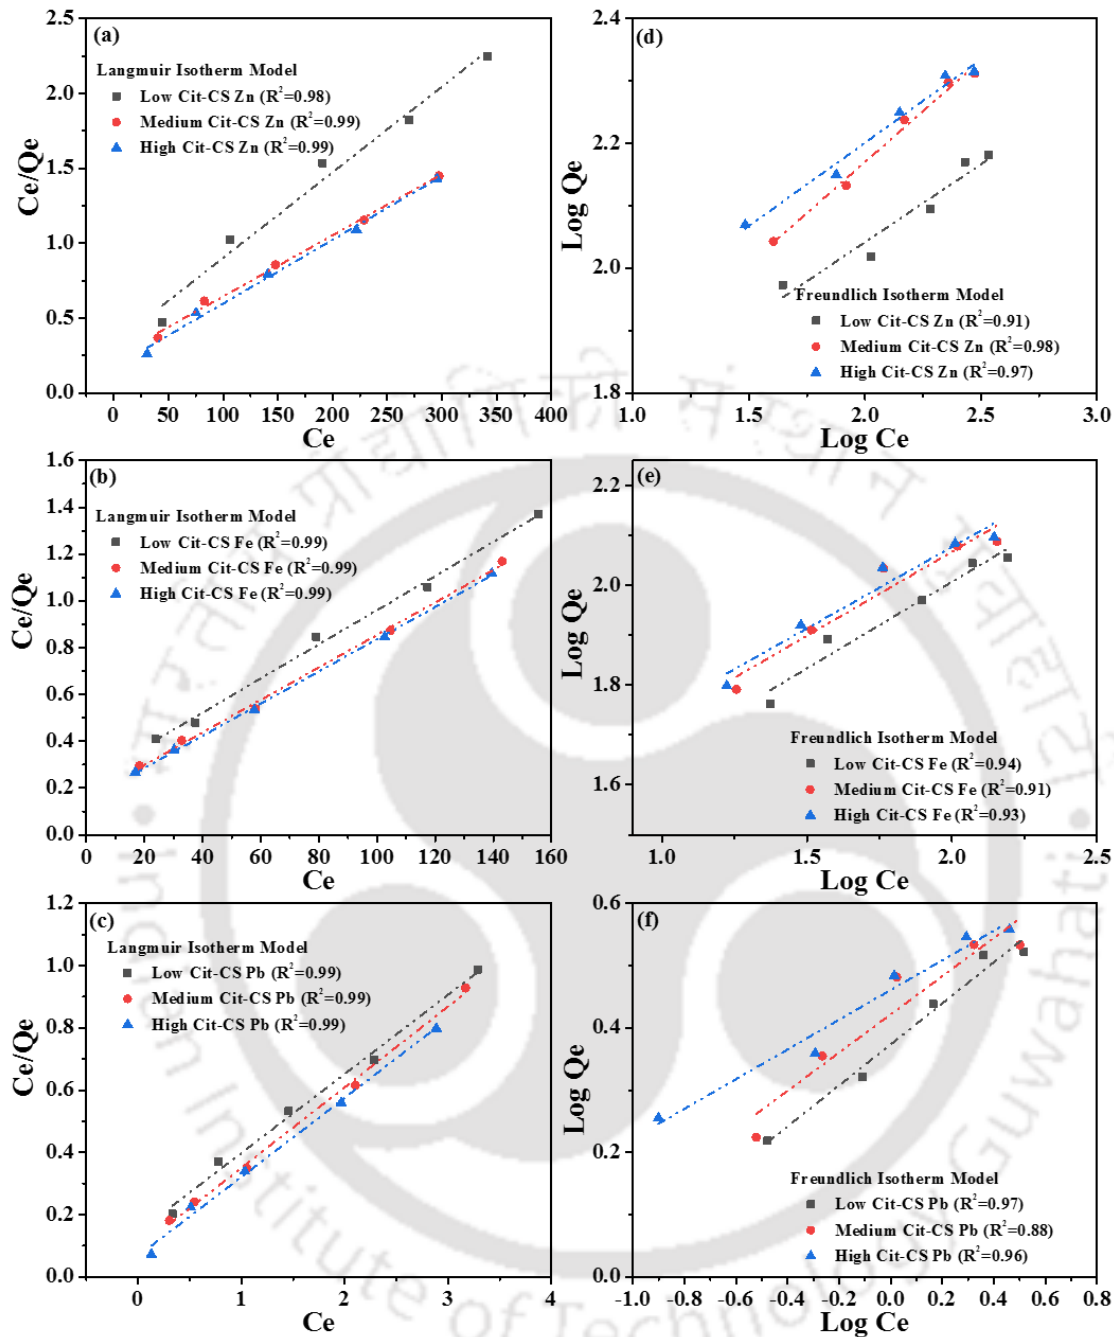 (a)
Langmuir Isotherm Model
Low Cit-CS Zn (R²=0.98)
Medium Cit-CS Zn (R²=0.99)
High Cit-CS Zn (R²=0.99)
Ce/Qe
2.5
2.0
1.5
1.0
0.5
0.0
0 50 100 150 200 250 300 350 400
Ce
(d)
Log Qe
2.4
2.2
2.0
1.8
Freundlich Isotherm Model
Low Cit-CS Zn (R²=0.91)
Medium Cit-CS Zn (R²=0.98)
High Cit-CS Zn (R²=0.97)
1.0 1.5 2.0 2.5 3.0
Log Ce
(b)
Langmuir Isotherm Model
Low Cit-CS Fe (R²=0.99)
Medium Cit-CS Fe (R²=0.99)
High Cit-CS Fe (R²=0.99)
Ce/Qe
1.6
1.4
1.2
1.0
0.8
0.6
0.4
0.2
0.0
0 20 40 60 80 100 120 140 160
Ce
(e)
Log Qe
2.2
2.0
1.8
1.6
Freundlich Isotherm Model
Low Cit-CS Fe (R²=0.94)
Medium Cit-CS Fe (R²=0.91)
High Cit-CS Fe (R²=0.93)
1.0 1.5 2.0 2.5
Log Ce
(c)
Langmuir Isotherm Model
Low Cit-CS Pb (R²=0.99)
Medium Cit-CS Pb (R²=0.99)
High Cit-CS Pb (R²=0.99)
Ce/Qe
1.2
1.0
0.8
0.6
0.4
0.2
0.0
0 1 2 3 4
Ce
(f)
Log Qe
0.6
0.4
0.2
0.0
Freundlich Isotherm Model
Low Cit-CS Pb (R²=0.97)
Medium Cit-CS Pb (R²=0.88)
High Cit-CS Pb (R²=0.96)
-1.0 -0.8 -0.6 -0.4 -0.2 0.0 0.2 0.4 0.6 0.8
Log Ce
Indian Institute of Technology Guwahati